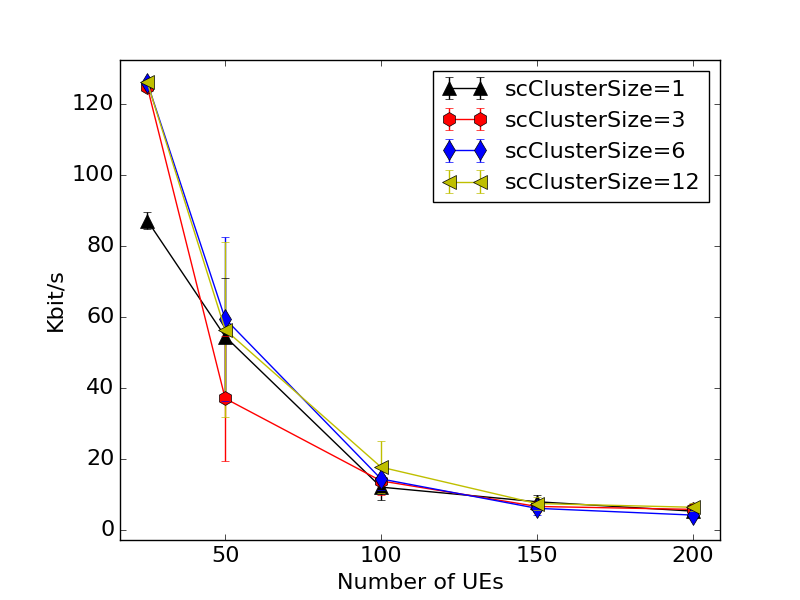 120
100
80
60
40
20
0
Kbit/s
scClusterSize=1
scClusterSize=3
scClusterSize=6
scClusterSize=12
50
100
150
200
Number of UEs